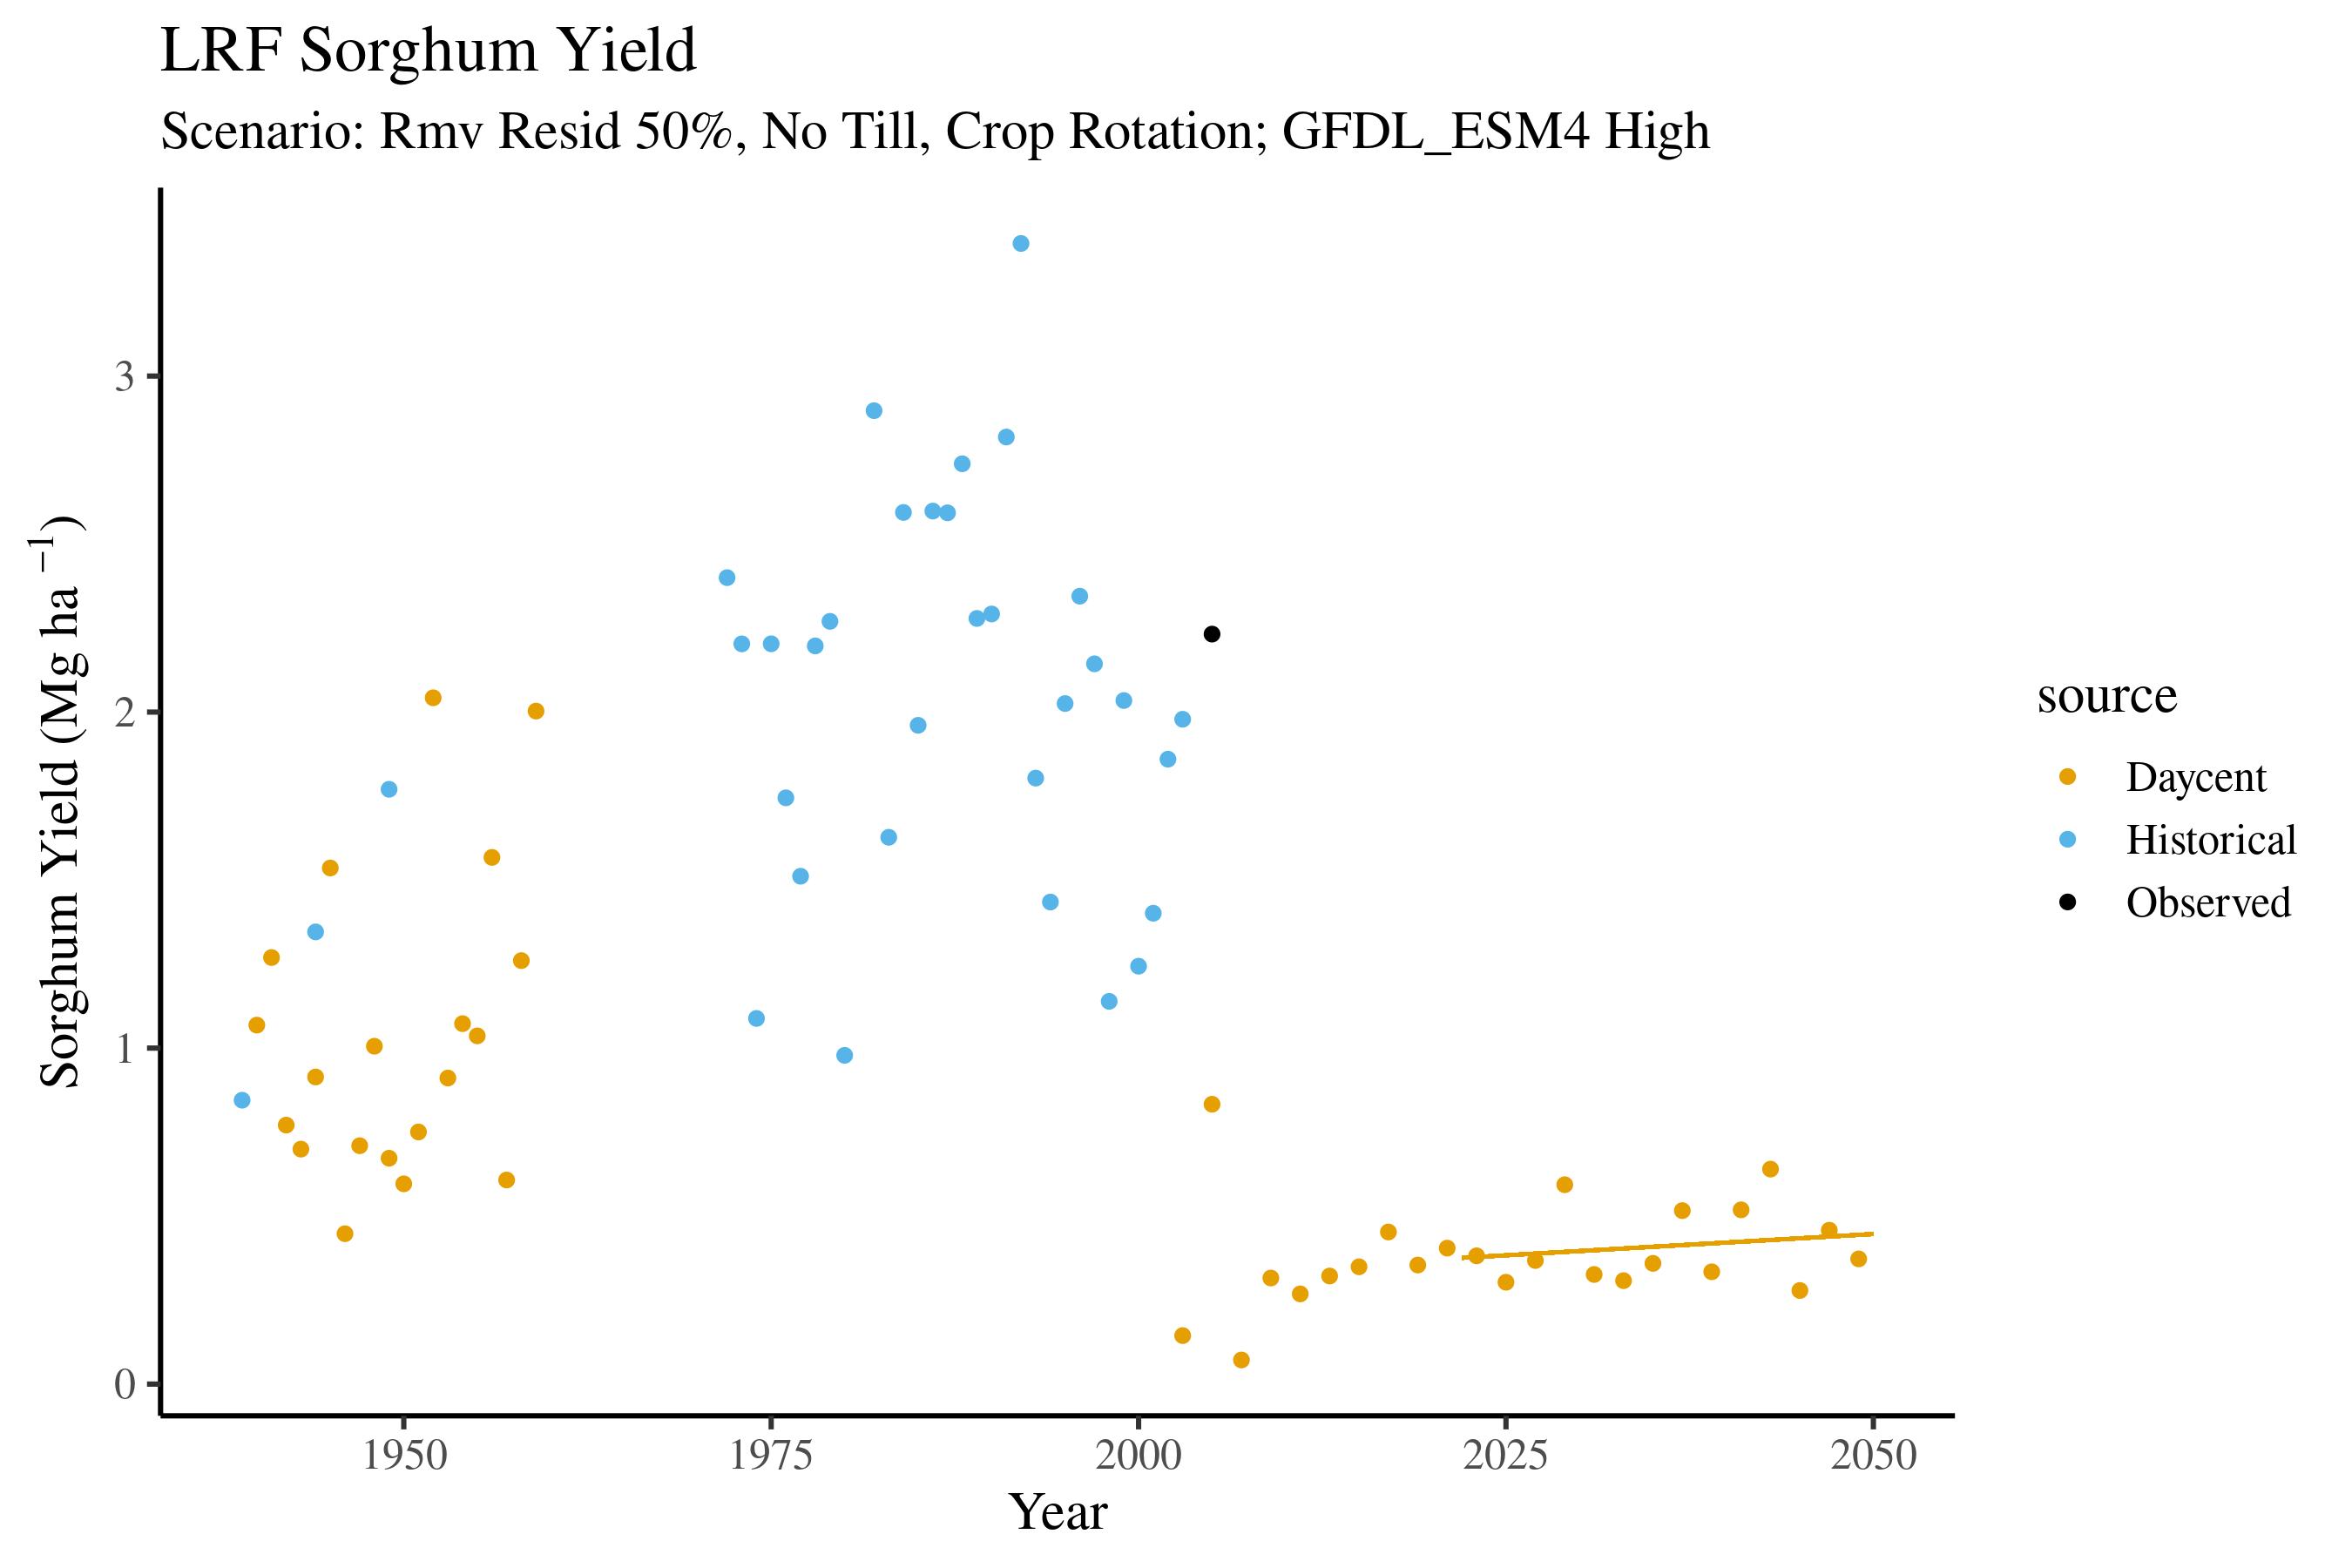 LRF Sorghum Yield
Scenario: Rmv Resid 50%, No Till, Crop Rotation; GFDL_ESM4 High
Sorghum Yield (Mg ha⁻¹)
3
2
1
0
1950 1975 2000 2025 2050
Year
source
Daycent
Historical
Observed